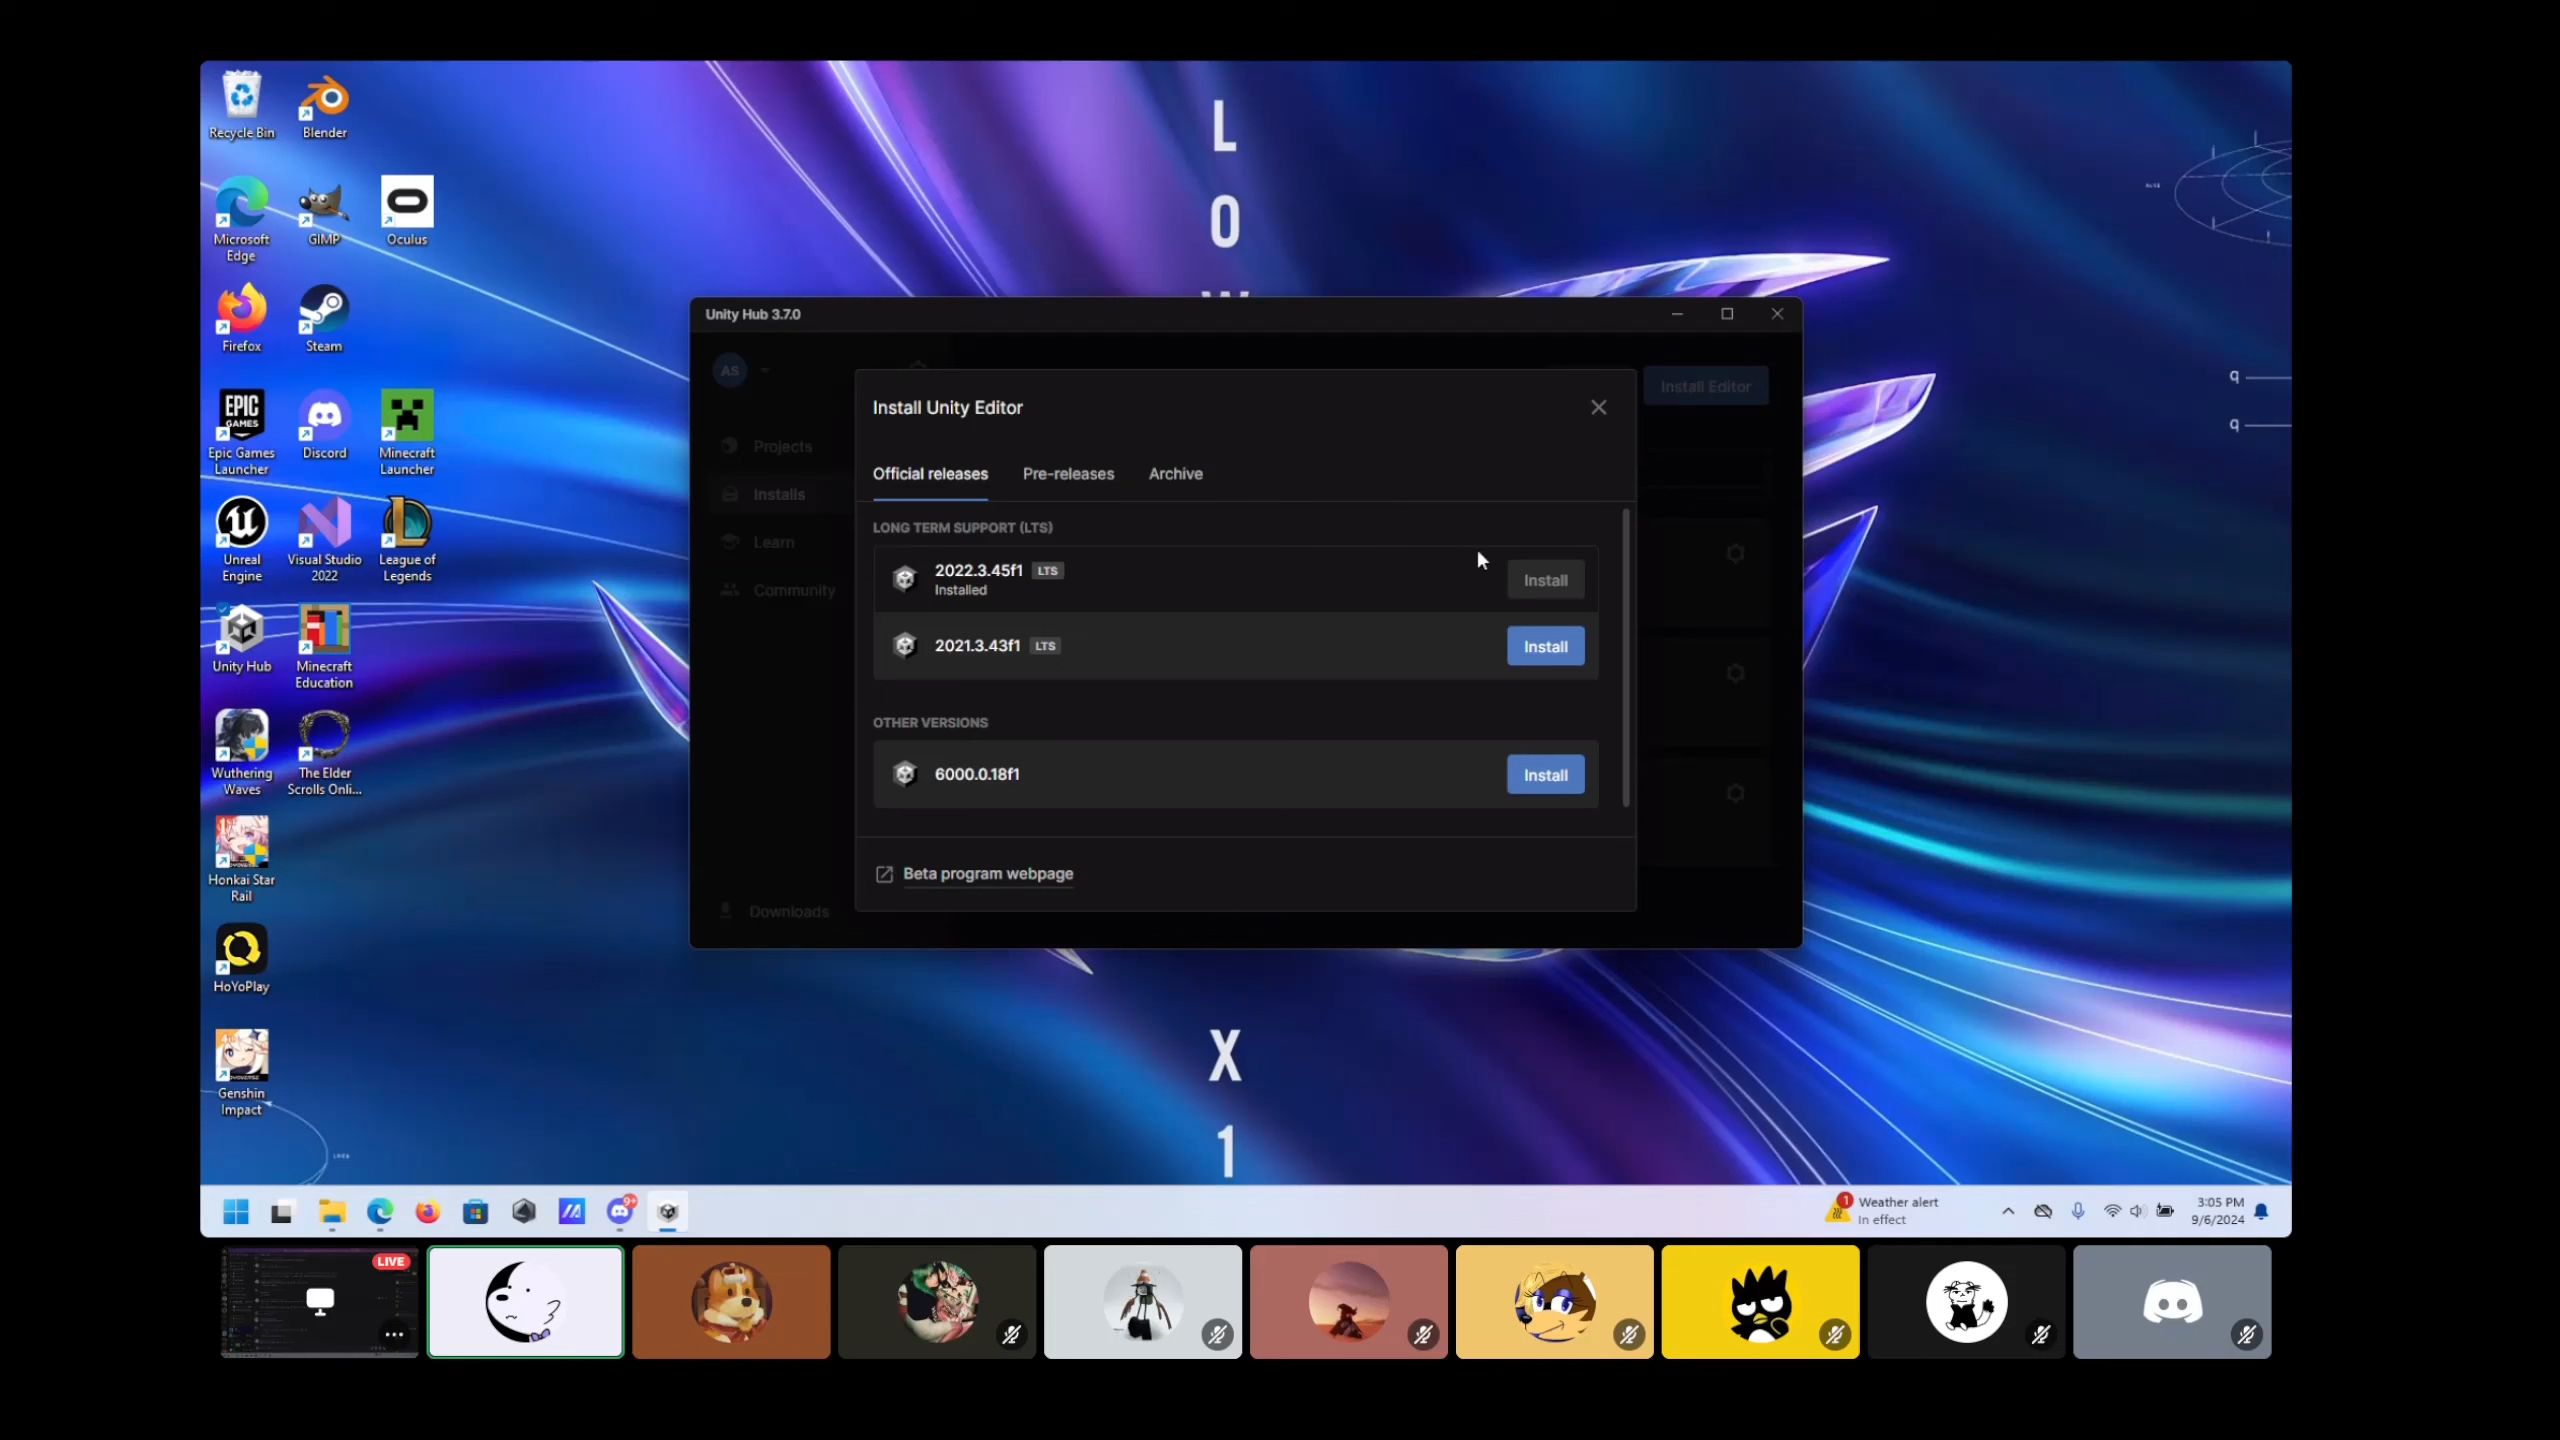 Recycle Bin
Blender
Microsoft
Edge
GIMP
Oculus
Firefox
Steam
EPIC
GAMES
Epic Games
Launcher
Discord
Minecraft
Launcher
Unreal
Engine
Visual Studio
2022
League of
Legends
Unity Hub
Minecraft
Education
Wuthering
Waves
The Elder
Scrolls Onli...
Honkai Star
Rail
HoYoPlay
Genshin
Impact
L
O
W
X
1
q
q
Unity Hub 3.7.0
AS
Install Editor
Projects
Installs
Learn
Community
Downloads
Install Unity Editor
Official releases
Pre-releases
Archive
LONG TERM SUPPORT (LTS)
2022.3.45f1 LTS
Installed
Install
2021.3.43f1 LTS
Install
OTHER VERSIONS
6000.0.18f1
Install
Beta program webpage
9+
1
Weather alert
In effect
3:05 PM
9/6/2024
LIVE